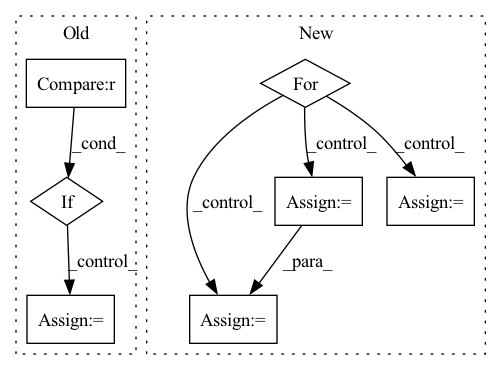 Old
New
Compare:r
For
_cond_
_control_
_control_
_control_
If
Assign:=
Assign:=
_control_
_para_
Assign:=
Assign:=